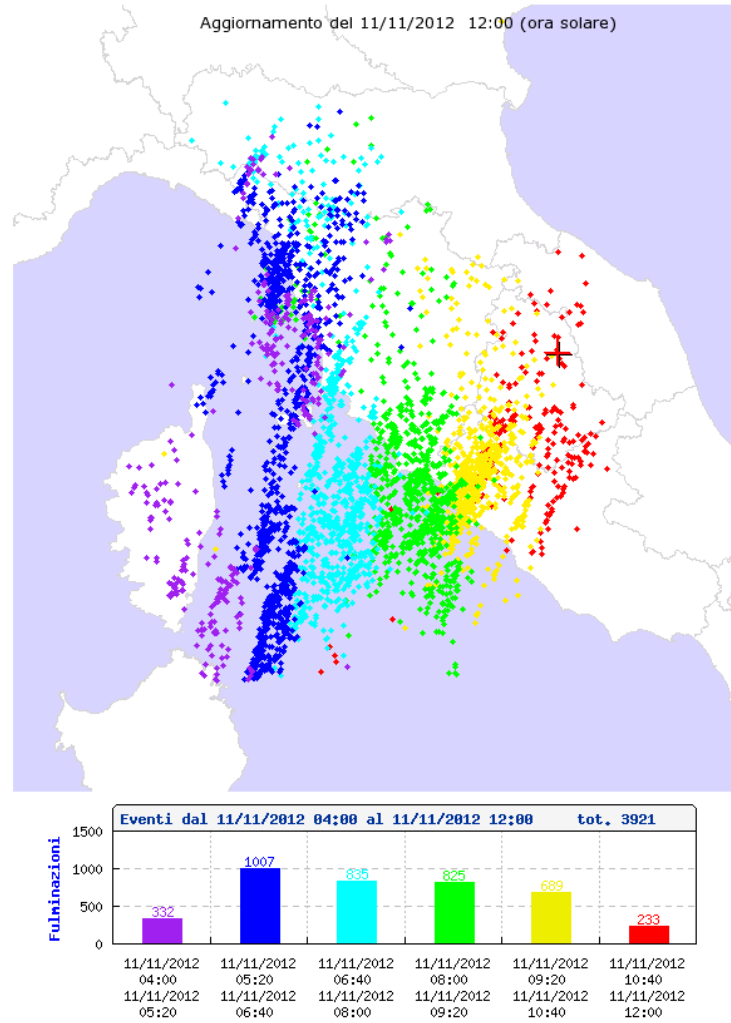 Aggiornamento del 11/11/2012 12:00 (ora solare)
Eventi dal 11/11/2012 04:00 al 11/11/2012 12:00 tot. 3921
Fulminazioni
1500
1000
500
0
332
1007
835
825
689
233
11/11/2012 11/11/2012 11/11/2012 11/11/2012 11/11/2012 11/11/2012
04:00 05:20 06:40 08:00 09:20 10:40
11/11/2012 11/11/2012 11/11/2012 11/11/2012 11/11/2012 11/11/2012
05:20 06:40 08:00 09:20 10:40 12:00